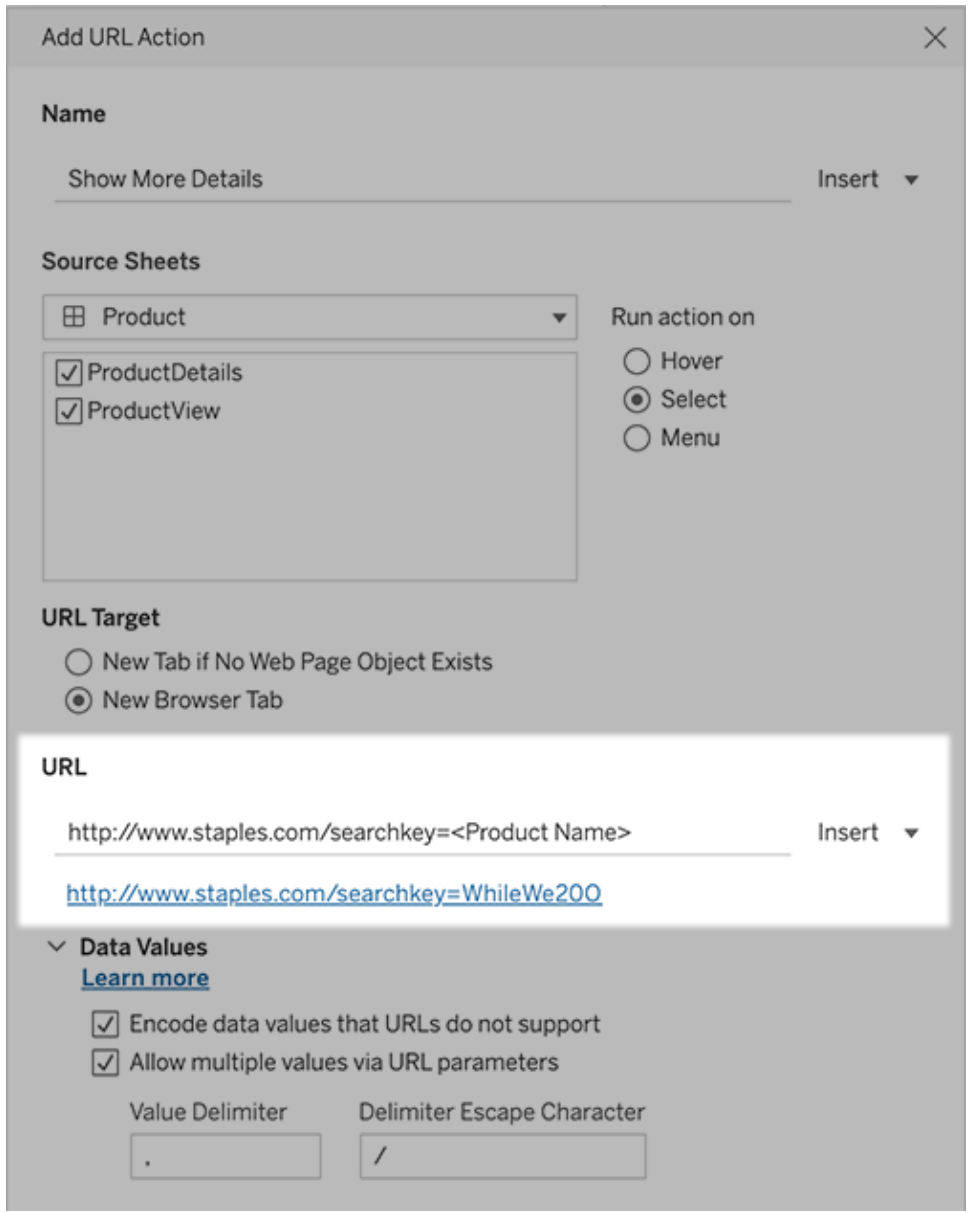 Add URL Action
Name
Show More Details Insert
Source Sheets
Product Run action on
ProductDetails Hover
ProductView Select
Menu
URL Target
New Tab if No Web Page Object Exists
New Browser Tab
URL
http://www.staples.com/searchkey=<Product Name> Insert
http://www.staples.com/searchkey=WhileWe20O
Data Values
Learn more
Encode data values that URLs do not support
Allow multiple values via URL parameters
Value Delimiter Delimiter Escape Character
, /